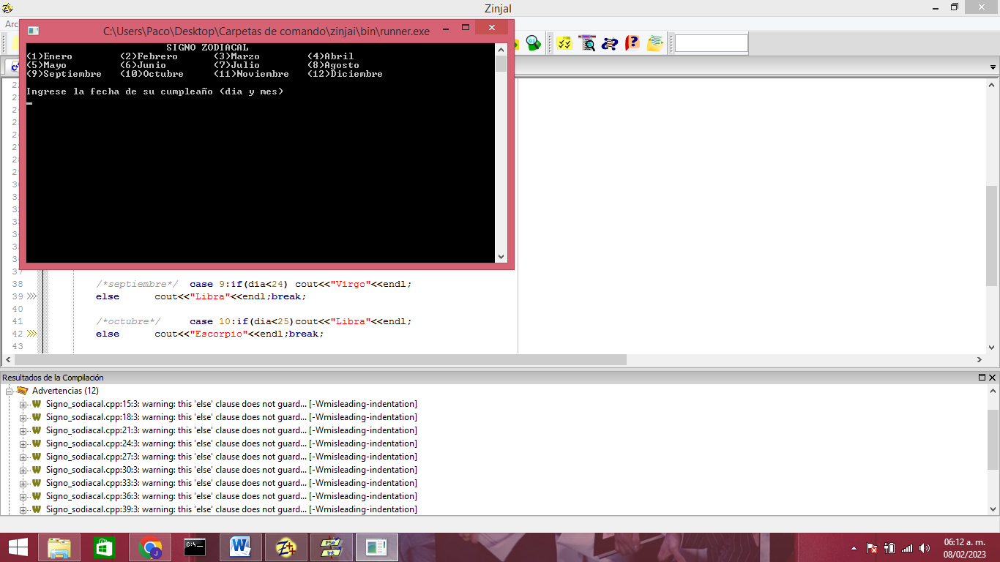 ZinjaI
Arc
C:\Users\Paco\Desktop\Carpetas de comando\zinjai\bin\runner.exe
SIGNO ZODIACAL
(1)Enero (2)Febrero (3)Marzo (4)Abril
(5)Mayo (6)Junio (7)Julio (8)Agosto
(9)Septiembre (10)Octubre (11)Noviembre (12)Diciembre
Ingrese la fecha de su cumpleaño (dia y mes)
38 /*septiembre*/ case 9:if(dia<24) cout<<"Virgo"<<endl;
39 else cout<<"Libra"<<endl;break;
40
41 /*octubre*/ case 10:if(dia<25)cout<<"Libra"<<endl;
42 else cout<<"Escorpio"<<endl;break;
43
Resultados de la Compilación
Advertencias (12)
Signo_sodiacal.cpp:15:3: warning: this 'else' clause does not guard... [-Wmisleading-indentation]
Signo_sodiacal.cpp:18:3: warning: this 'else' clause does not guard... [-Wmisleading-indentation]
Signo_sodiacal.cpp:21:3: warning: this 'else' clause does not guard... [-Wmisleading-indentation]
Signo_sodiacal.cpp:24:3: warning: this 'else' clause does not guard... [-Wmisleading-indentation]
Signo_sodiacal.cpp:27:3: warning: this 'else' clause does not guard... [-Wmisleading-indentation]
Signo_sodiacal.cpp:30:3: warning: this 'else' clause does not guard... [-Wmisleading-indentation]
Signo_sodiacal.cpp:33:3: warning: this 'else' clause does not guard... [-Wmisleading-indentation]
Signo_sodiacal.cpp:36:3: warning: this 'else' clause does not guard... [-Wmisleading-indentation]
Signo_sodiacal.cpp:39:3: warning: this 'else' clause does not guard... [-Wmisleading-indentation]
PSe
Int
06:12 a. m.
08/02/2023